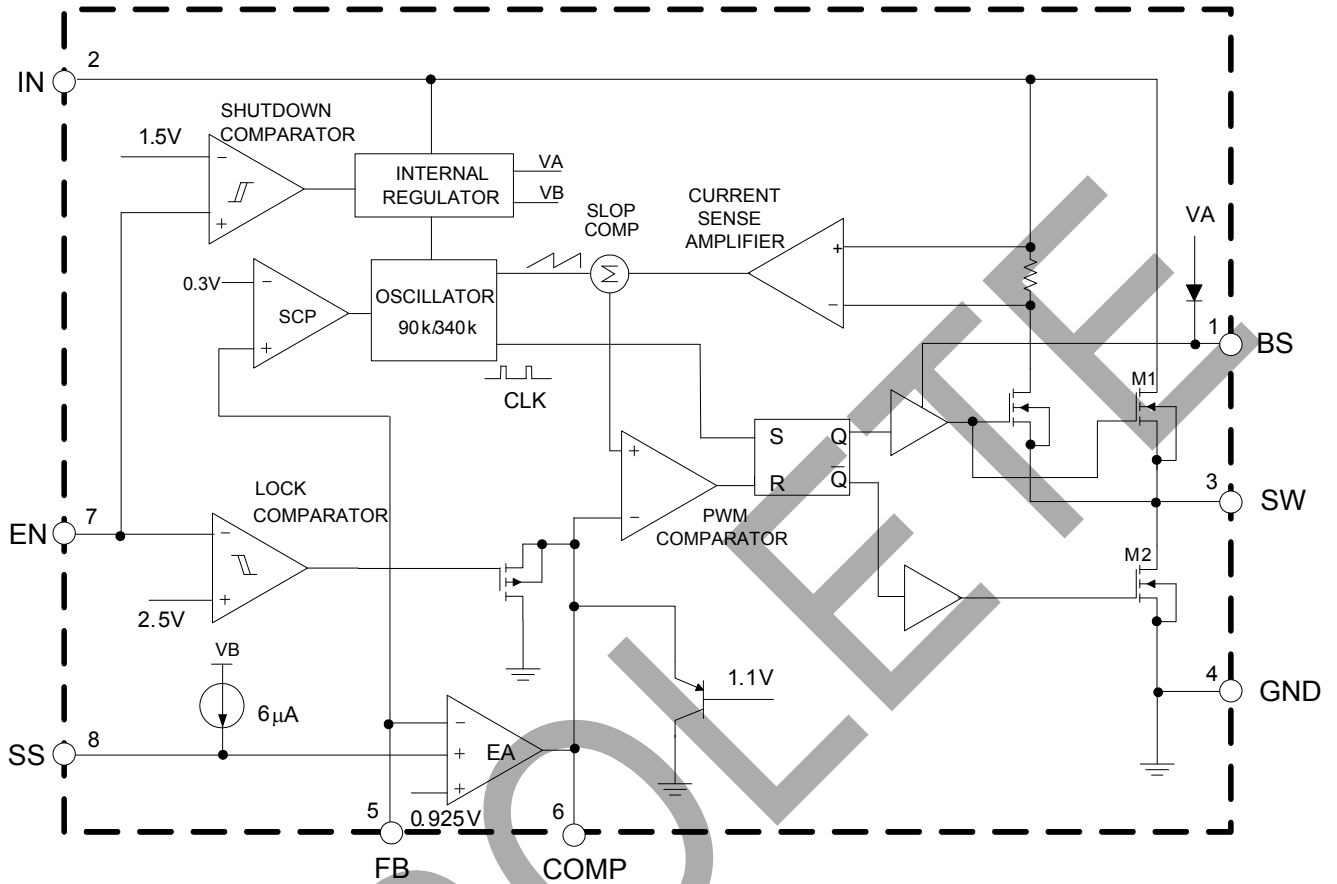 2
IN
SHUTDOWN
COMPARATOR
1.5V
−
+
INTERNAL
REGULATOR
VA
VB
SLOP
COMP
CURRENT
SENSE
AMPLIFIER
+
−
VA
Σ
0.3V
−
SCP
+
OSCILLATOR
90k/340k
CLK
1
BS
M1
S Q
R Q̅
+
−
PWM
COMPARATOR
3
SW
LOCK
COMPARATOR
7
EN
−
+
2.5V
M2
VB
6μA
1.1V
4
GND
8
SS
−
+
EA
+
0.925V
5
FB
6
COMP
OLETE